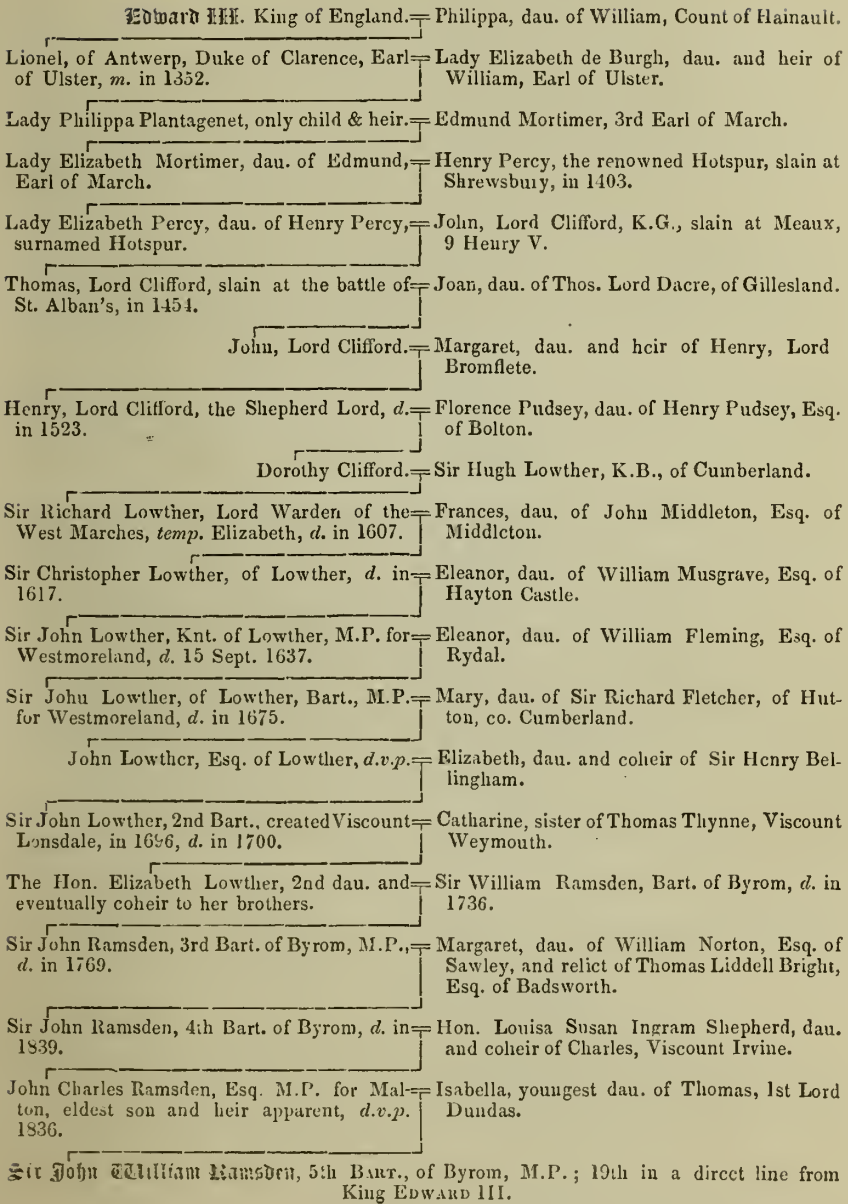 Edward III. King of England. = Philippa, dau. of William, Count of Hainault.
Lionel, of Antwerp, Duke of Clarence, Earl = Lady Elizabeth de Burgh, dau. and heir of
of Ulster, m. in 1352. William, Earl of Ulster.
Lady Philippa Plantagenet, only child & heir. = Edmund Mortimer, 3rd Earl of March.
Lady Elizabeth Mortimer, dau. of Edmund, = Henry Percy, the renowned Hotspur, slain at
Earl of March. Shrewsbury, in 1403.
Lady Elizabeth Percy, dau. of Henry Percy, = John, Lord Clifford, K.G., slain at Meaux,
surnamed Hotspur. 9 Henry V.
Thomas, Lord Clifford, slain at the battle of = Joan, dau. of Thos. Lord Dacre, of Gillesland.
St. Alban's, in 1454.
John, Lord Clifford. = Margaret, dau. and heir of Henry, Lord
Bromflete.
Henry, Lord Clifford, the Shepherd Lord, d. = Florence Pudsey, dau. of Henry Pudsey, Esq.
in 1523. of Bolton.
Dorothy Clifford. = Sir Hugh Lowther, K.B., of Cumberland.
Sir Richard Lowther, Lord Warden of the = Frances, dau. of John Middleton, Esq. of
West Marches, temp. Elizabeth, d. in 1607. Middleton.
Sir Christopher Lowther, of Lowther, d. in = Eleanor, dau. of William Musgrave, Esq. of
1617. Hayton Castle.
Sir John Lowther, Knt. of Lowther, M.P. for = Eleanor, dau. of William Fleming, Esq. of
Westmoreland, d. 15 Sept. 1637. Rydal.
Sir John Lowther, of Lowther, Bart., M.P. = Mary, dau. of Sir Richard Fletcher, of Hut-
for Westmoreland, d. in 1675. ton, co. Cumberland.
John Lowther, Esq. of Lowther, d.v.p. = Elizabeth, dau. and coheir of Sir Henry Bel-
lingham.
Sir John Lowther, 2nd Bart., created Viscount = Catharine, sister of Thomas Thynne, Viscount
Lonsdale, in 1696, d. in 1700. Weymouth.
The Hon. Elizabeth Lowther, 2nd dau. and = Sir William Ramsden, Bart. of Byrom, d. in
eventually coheir to her brothers. 1736.
Sir John Ramsden, 3rd Bart. of Byrom, M.P., = Margaret, dau. of William Norton, Esq. of
d. in 1769. Sawley, and relict of Thomas Liddell Bright,
Esq. of Badsworth.
Sir John Ramsden, 4th Bart. of Byrom, d. in = Hon. Louisa Susan Ingram Shepherd, dau.
1839. and coheir of Charles, Viscount Irvine.
John Charles Ramsden, Esq. M.P. for Mal- = Isabella, youngest dau. of Thomas, 1st Lord
ton, eldest son and heir apparent, d.v.p. Dundas.
1836.
Sir John William Ramsden, 5th BART., of Byrom, M.P.; 19th in a direct line from
King EDWARD III.